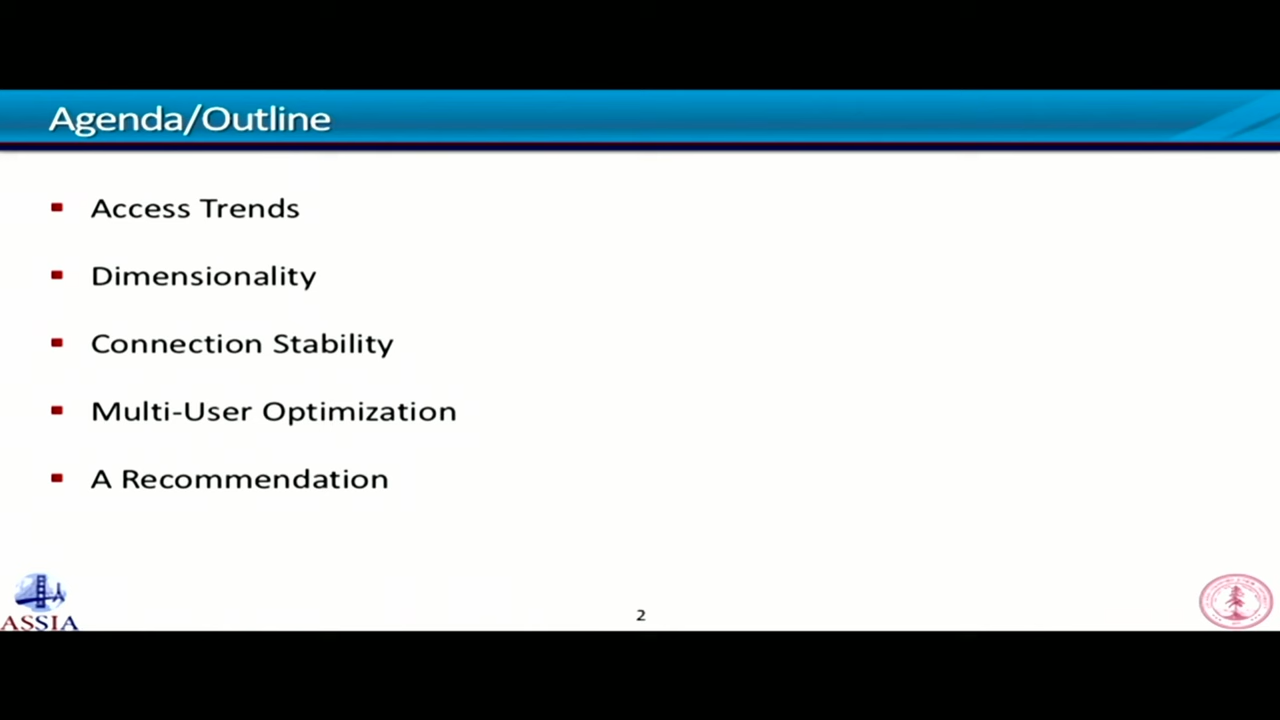 Agenda/Outline
Access Trends
Dimensionality
Connection Stability
Multi-User Optimization
A Recommendation
ASSIA
2